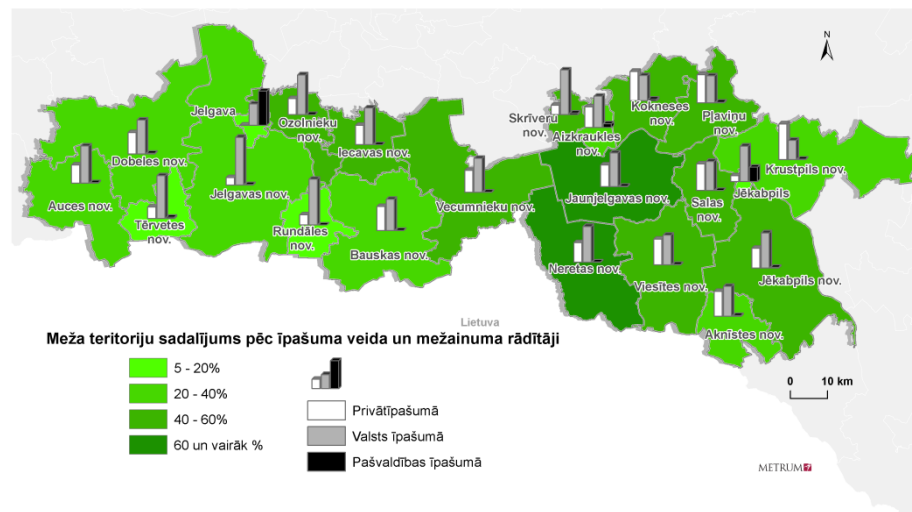 N
Jelgava
Ozolnieku
nov.
Skrīveru
nov.
Kokneses
nov.
Pļaviņu
nov.
Aizkraukles
nov.
Dobeles nov.
Iecavas nov.
Krustpils nov.
Auces nov.
Jelgavas nov.
Vecumnieku nov.
Jaunjelgavas nov.
Salas
nov.
Jēkabpils
Tērvetes
nov.
Rundāles
nov.
Bauskas nov.
Neretas nov.
Viesītes nov.
Jēkabpils nov.
Aknīstes nov.
Lietuva
Meža teritoriju sadalījums pēc īpašuma veida un mežainuma rādītāji
5 - 20%
20 - 40%
40 - 60%
60 un vairāk %
Privātīpašumā
Valsts īpašumā
Pašvaldības īpašumā
0 10 km
METRUM